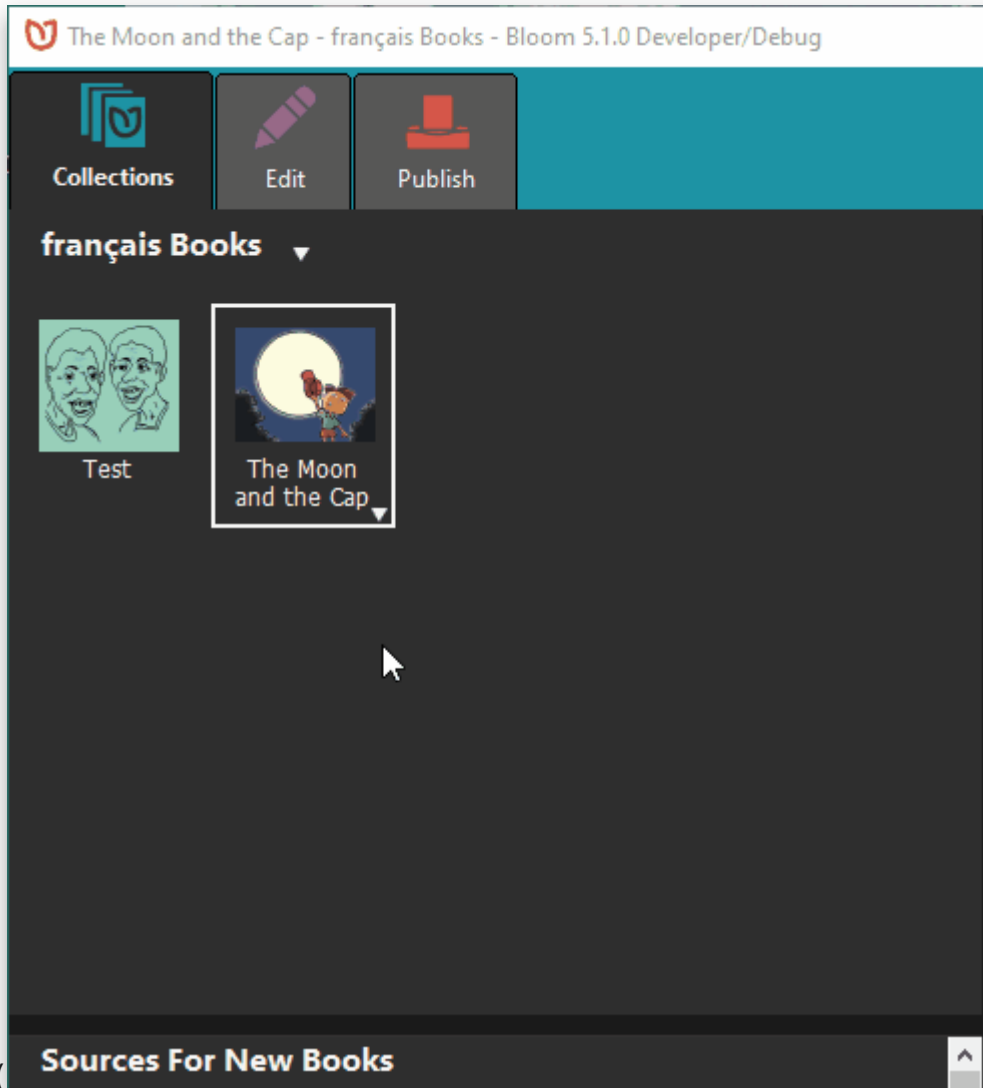 The Moon and the Cap - français Books - Bloom 5.1.0 Developer/Debug
Collections
Edit
Publish
français Books
Test
The Moon
and the Cap
Sources For New Books